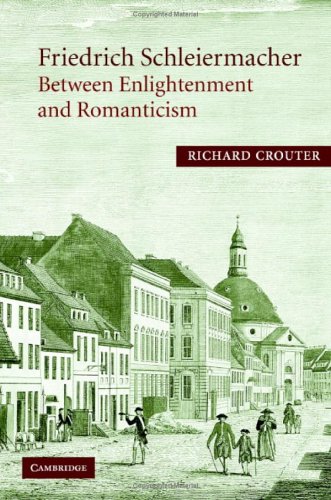 Friedrich Schleiermacher
Between Enlightenment
and Romanticism
RICHARD CROUTER
CAMBRIDGE